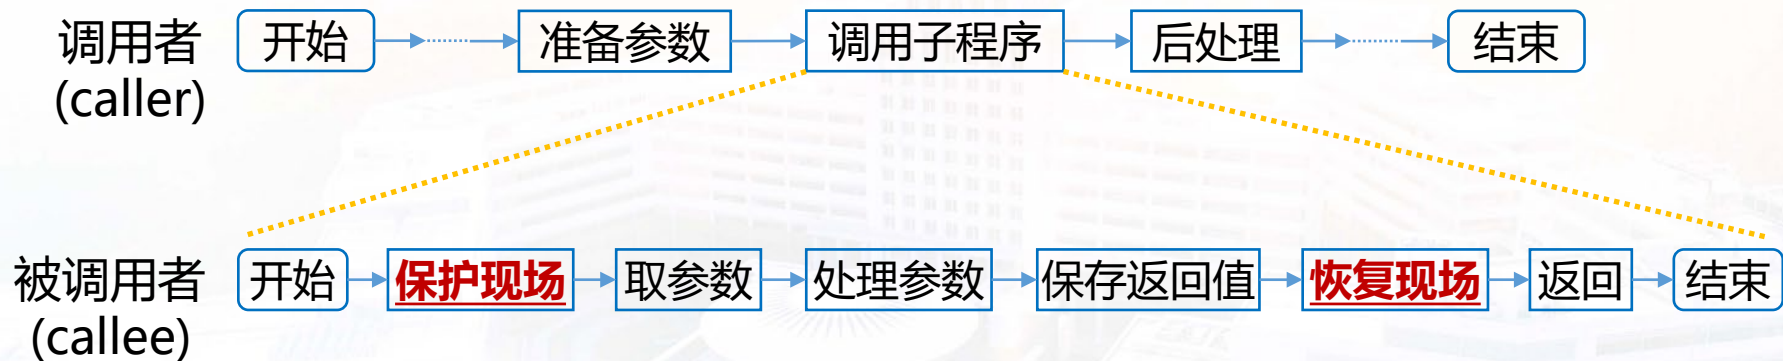 调用者
(caller)
开始
准备参数
调用子程序
后处理
结束
被调用者
(callee)
开始
保护现场
取参数
处理参数
保存返回值
恢复现场
返回
结束